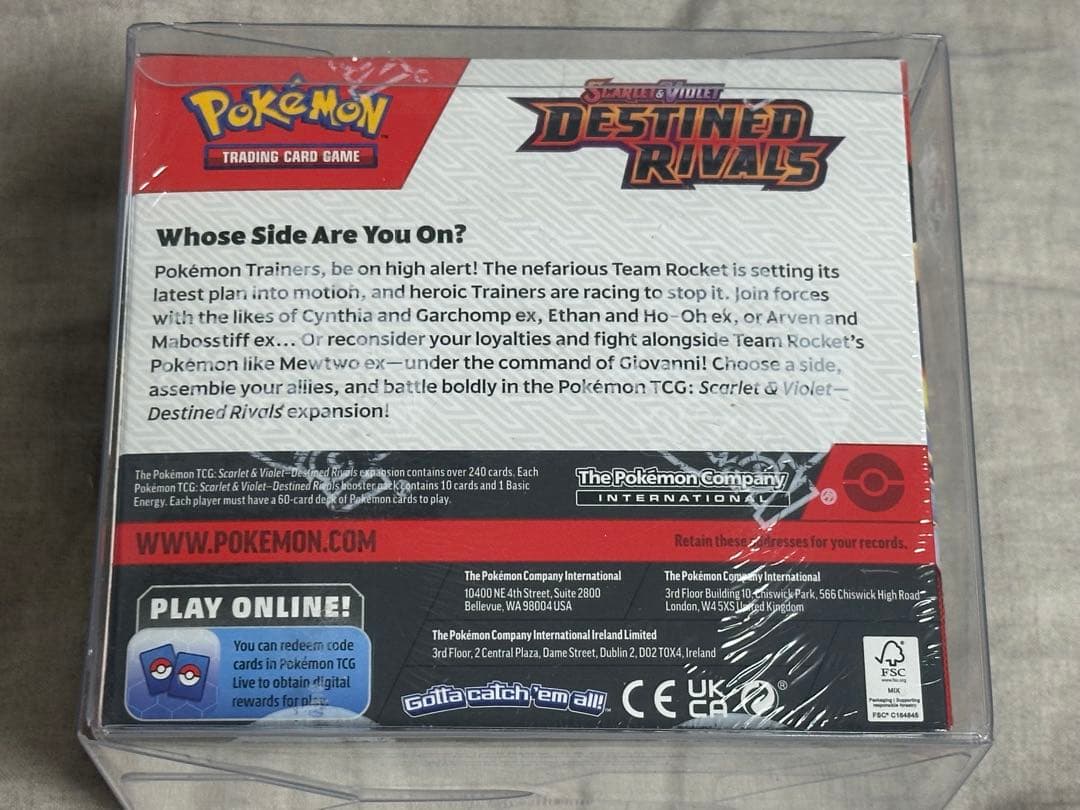 POKÉMON
TRADING CARD GAME
SCARLET & VIOLET
DESTINED
RIVALS
Whose Side Are You On?
Pokémon Trainers, be on high alert! The nefarious Team Rocket is setting its
latest plan into motion, and heroic Trainers are racing to stop it. Join forces
with the likes of Cynthia and Garchomp ex, Ethan and Ho-Oh ex, or Arven and
Mabosstiff ex... Or reconsider your loyalties and fight alongside Team Rocket's
Pokémon like Mewtwo ex—under the command of Giovanni! Choose a side,
assemble your allies, and battle boldly in the Pokémon TCG: Scarlet & Violet—
Destined Rivals expansion!
The Pokémon TCG: Scarlet & Violet—Destined Rivals expansion contains over 240 cards. Each
Pokémon TCG: Scarlet & Violet—Destined Rivals booster pack contains 10 cards and 1 Basic
Energy. Each player must have a 60-card deck of Pokémon cards to play.
The Pokémon Company
INTERNATIONAL
®
WWW.POKEMON.COM
Retain these addresses for your records.
The Pokémon Company International
10400 NE 4th Street, Suite 2800
Bellevue, WA 98004 USA
The Pokémon Company International
3rd Floor Building 10, Chiswick Park, 566 Chiswick High Road
London, W4 5XS United Kingdom
The Pokémon Company International Ireland Limited
3rd Floor, 2 Central Plaza, Dame Street, Dublin 2, D02 T0X4, Ireland
PLAY ONLINE!
You can redeem code
cards in Pokémon TCG
Live to obtain digital
rewards for play.
Gotta catch 'em all!™
CE
UK
CA
®
FSC
www.fsc.org
MIX
Packaging | Supporting
responsible forestry
FSC® C164845